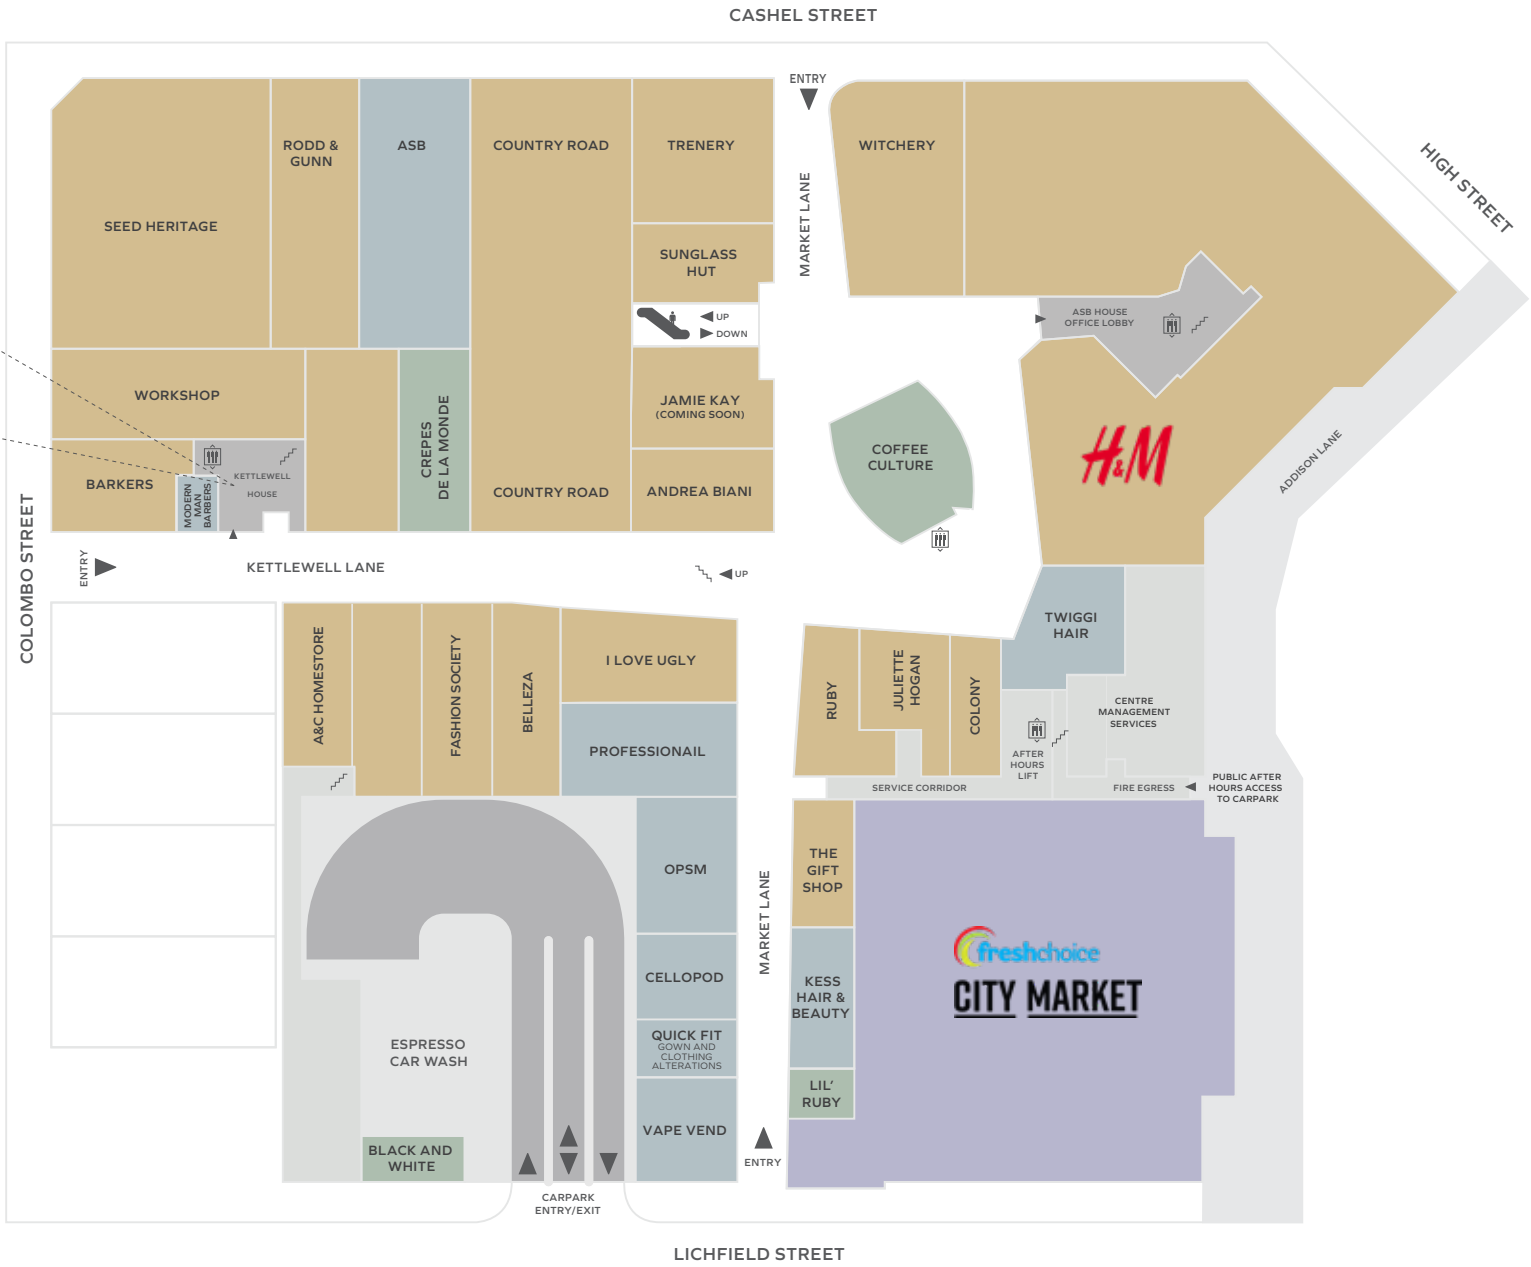 CASHEL STREET
ENTRY
RODD &
GUNN
ASB
COUNTRY ROAD
TRENERY
WITCHERY
HIGH STREET
MARKET LANE
SEED HERITAGE
SUNGLASS
HUT
UP
DOWN
ASB HOUSE
OFFICE LOBBY
WORKSHOP
CREPES
DE LA MONDE
JAMIE KAY
(COMING SOON)
COFFEE
CULTURE
H&M
ADDISON LANE
BARKERS
MODERN
MAN
BARBERS
KETTLEWELL
HOUSE
COUNTRY ROAD
ANDREA BIANI
COLOMBO STREET
ENTRY
KETTLEWELL LANE
UP
TWIGGI
HAIR
A&C HOMESTORE
FASHION SOCIETY
BELLEZA
I LOVE UGLY
RUBY
JULIETTE
HOGAN
COLONY
CENTRE
MANAGEMENT
SERVICES
PROFESSIONAIL
AFTER
HOURS
LIFT
SERVICE CORRIDOR
FIRE EGRESS
PUBLIC AFTER
HOURS ACCESS
TO CARPARK
OPSM
THE
GIFT
SHOP
MARKET LANE
freshchoice
CITY MARKET
CELLOPOD
KESS
HAIR &
BEAUTY
ESPRESSO
CAR WASH
QUICK FIT
GOWN AND
CLOTHING
ALTERATIONS
LIL'
RUBY
VAPE VEND
BLACK AND
WHITE
ENTRY
CARPARK
ENTRY/EXIT
LICHFIELD STREET